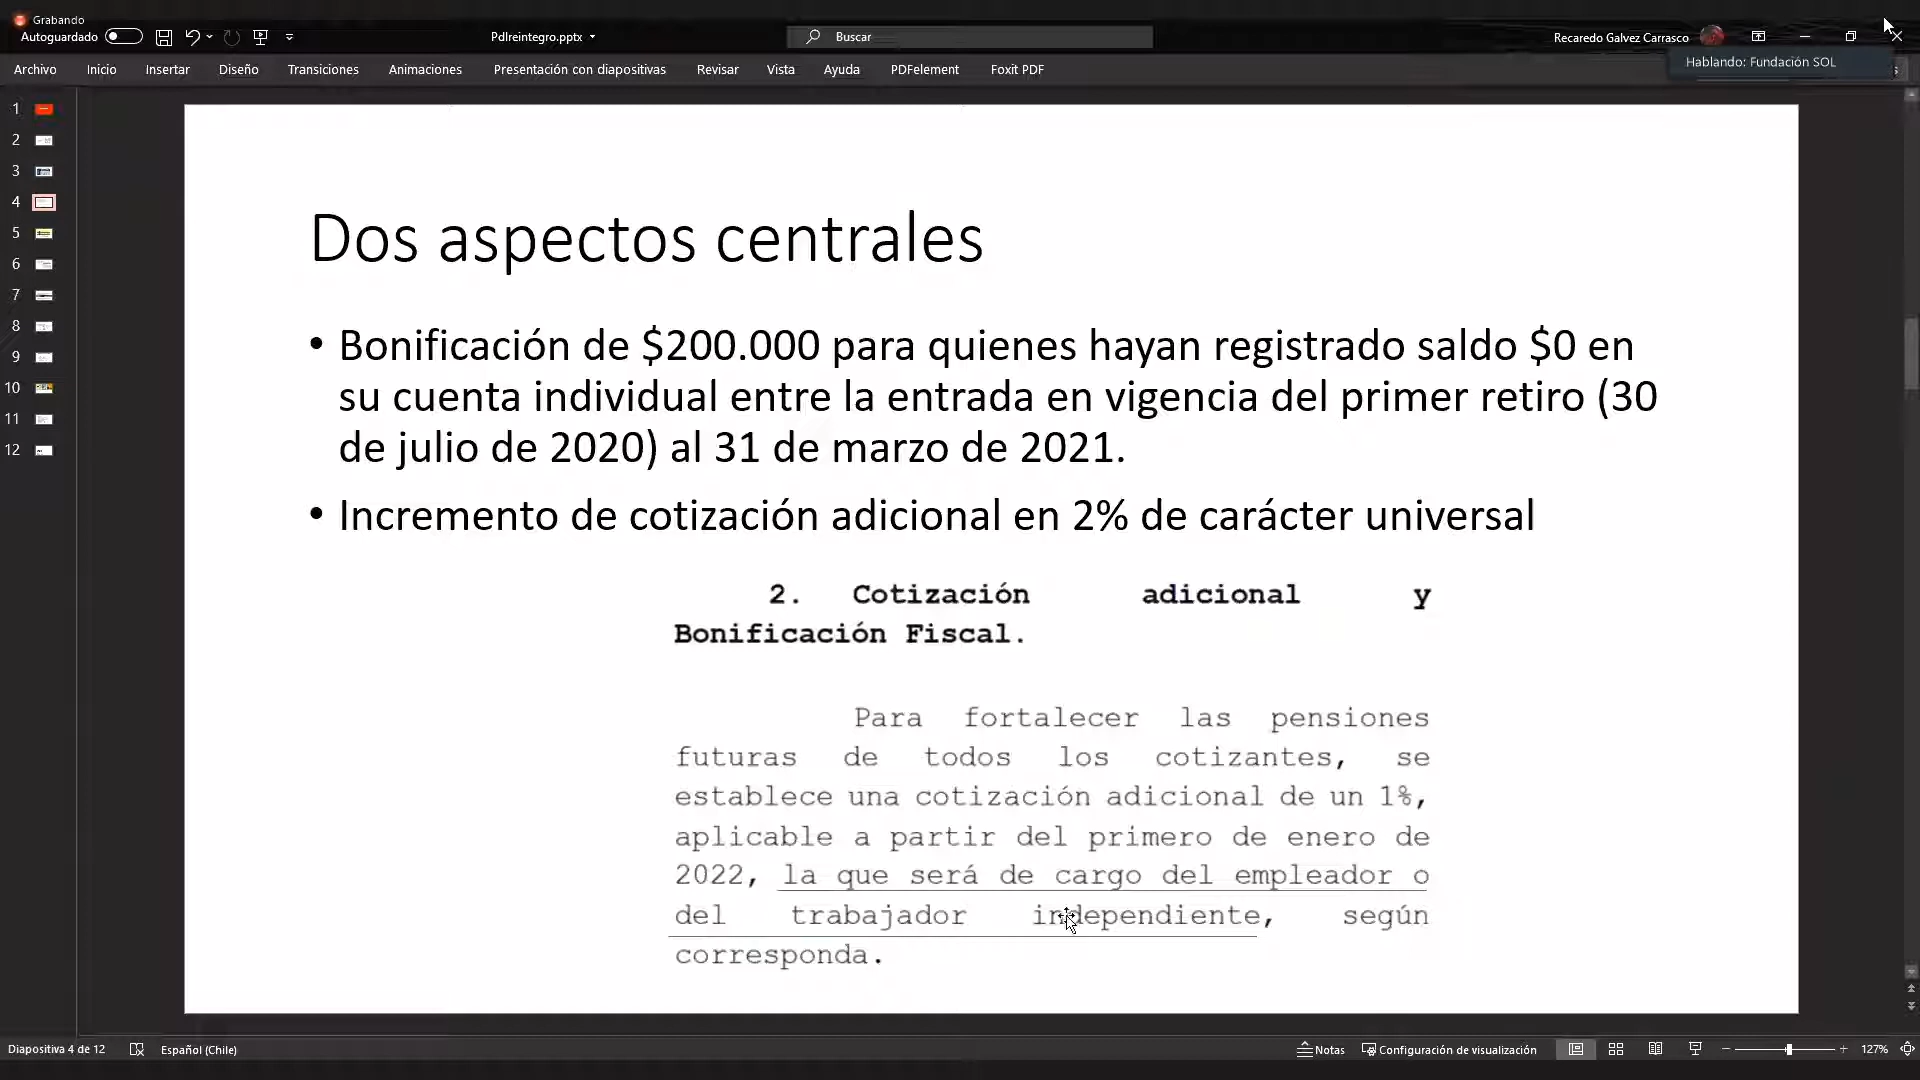 Grabando
Autoguardado
Pdlreintegro.pptx
Buscar
Recaredo Galvez Carrasco
Hablando: Fundación SOL
Archivo Inicio Insertar Diseño Transiciones Animaciones Presentación con diapositivas Revisar Vista Ayuda PDFelement Foxit PDF
1
2
3
4
5
6
7
8
9
10
11
12
Dos aspectos centrales
• Bonificación de $200.000 para quienes hayan registrado saldo $0 en
su cuenta individual entre la entrada en vigencia del primer retiro (30
de julio de 2020) al 31 de marzo de 2021.
• Incremento de cotización adicional en 2% de carácter universal
2. Cotización adicional y
Bonificación Fiscal.
Para fortalecer las pensiones
futuras de todos los cotizantes, se
establece una cotización adicional de un 1%,
aplicable a partir del primero de enero de
2022, la que será de cargo del empleador o
del trabajador independiente, según
corresponda.
Diapositiva 4 de 12 Español (Chile) Notas Configuración de visualización 127%